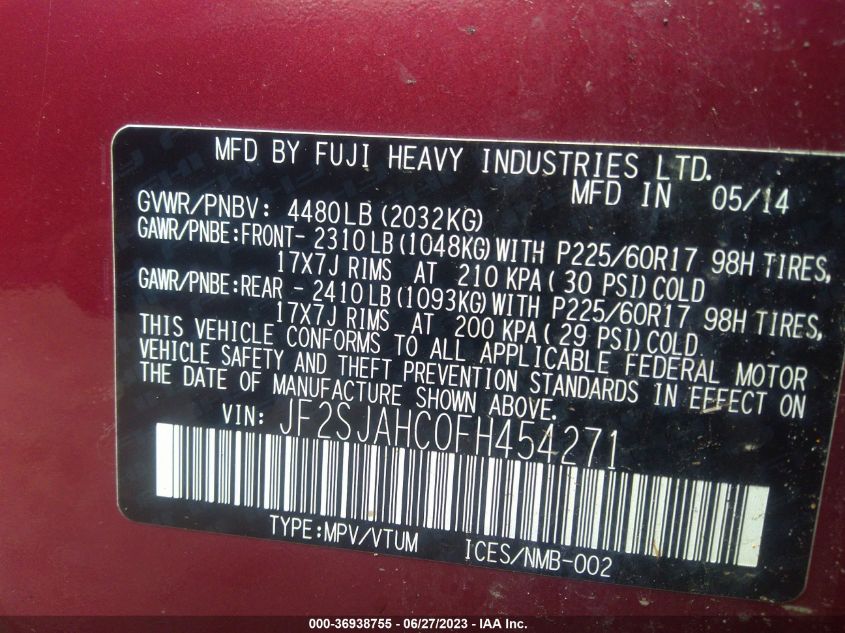 MFD BY FUJI HEAVY INDUSTRIES LTD.
MFD IN 05/14
GVWR/PNBV: 4480LB(2032KG)
GAWR/PNBE:FRONT- 2310LB(1048KG)WITH P225/60R17 98H TIRES,
17X7J RIMS AT 210 KPA( 30 PSI)COLD
GAWR/PNBE:REAR - 2410LB(1093KG)WITH P225/60R17 98H TIRES,
17X7J RIMS AT 200 KPA( 29 PSI)COLD.
THIS VEHICLE CONFORMS TO ALL APPLICABLE FEDERAL MOTOR
VEHICLE SAFETY AND THEFT PREVENTION STANDARDS IN EFFECT ON
THE DATE OF MANUFACTURE SHOWN ABOVE.
VIN: JF2SJAHC0FH454271
TYPE:MPV/VTUM ICES/NMB-002
000-36938755 - 06/27/2023 - IAA Inc.